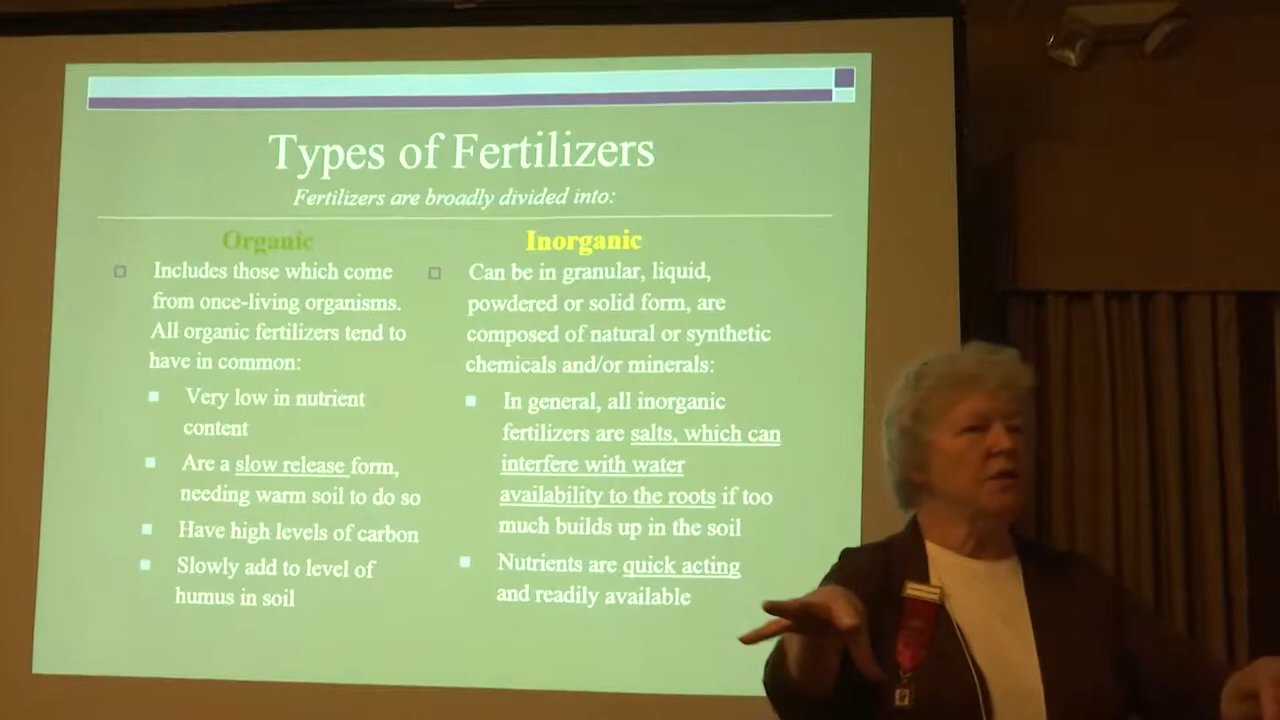 Types of Fertilizers
Fertilizers are broadly divided into:
Organic
Includes those which come
from once-living organisms.
All organic fertilizers tend to
have in common:
Very low in nutrient
content
Are a slow release form,
needing warm soil to do so
Have high levels of carbon
Slowly add to level of
humus in soil
Inorganic
Can be in granular, liquid,
powdered or solid form, are
composed of natural or synthetic
chemicals and/or minerals:
In general, all inorganic
fertilizers are salts, which can
interfere with water
availability to the roots if too
much builds up in the soil
Nutrients are quick acting
and readily available